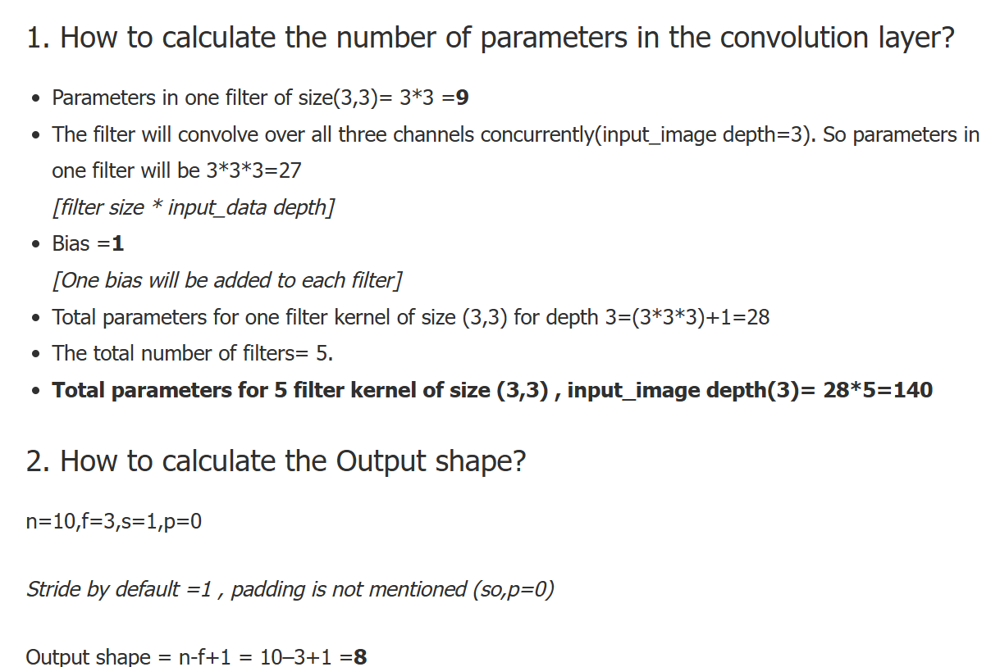 1. How to calculate the number of parameters in the convolution layer?
• Parameters in one filter of size(3,3)= 3*3 =9
• The filter will convolve over all three channels concurrently(input_image depth=3). So parameters in
one filter will be 3*3*3=27
[filter size * input_data depth]
• Bias =1
[One bias will be added to each filter]
• Total parameters for one filter kernel of size (3,3) for depth 3=(3*3*3)+1=28
• The total number of filters= 5.
• Total parameters for 5 filter kernel of size (3,3) , input_image depth(3)= 28*5=140
2. How to calculate the Output shape?
n=10,f=3,s=1,p=0
Stride by default =1 , padding is not mentioned (so,p=0)
Output shape = n-f+1 = 10–3+1 =8